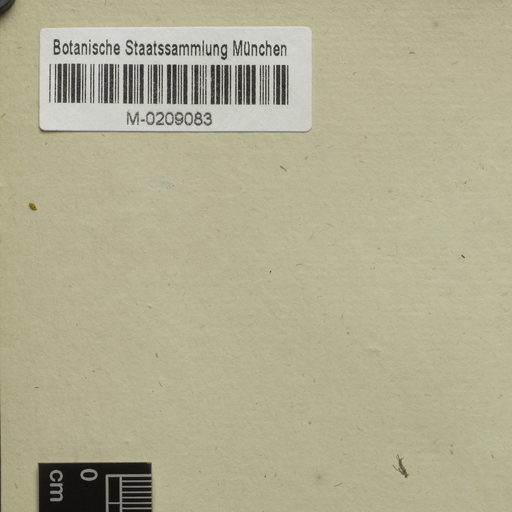 Botanische Staatssammlung München
M-0209083
0
cm